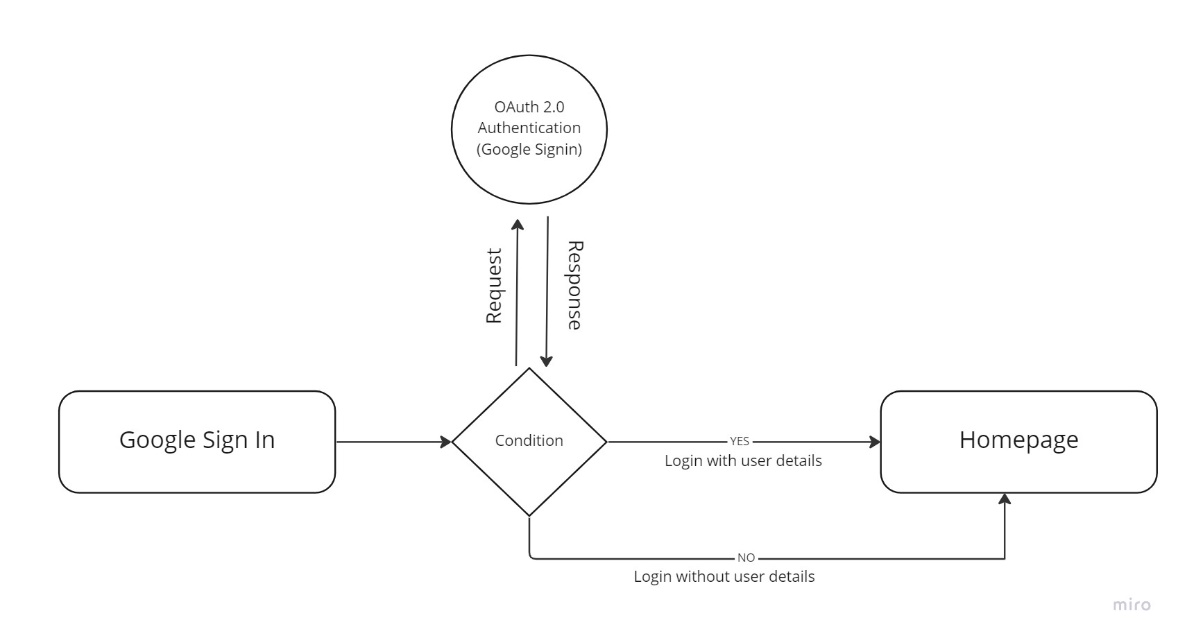 OAuth 2.0
Authentication
(Google Signin)
Request
Response
Google Sign In
Condition
YES
Login with user details
Homepage
NO
Login without user details
miro